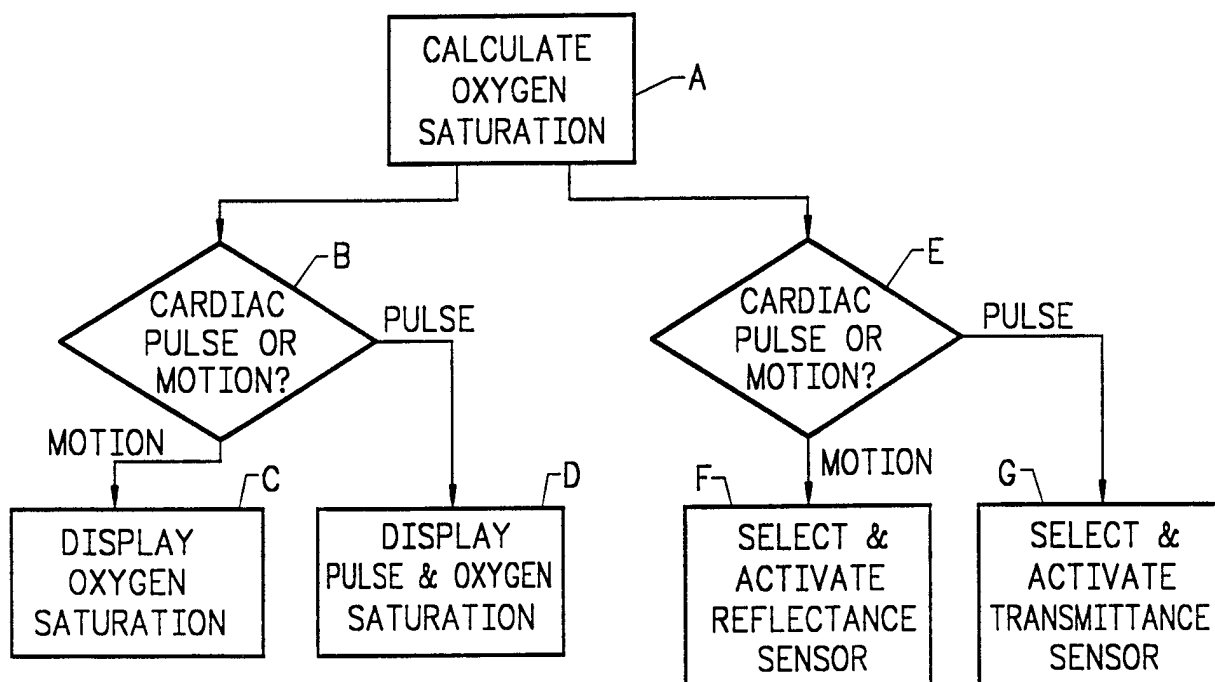 CALCULATE
OXYGEN
SATURATION
A
B
CARDIAC
PULSE OR
MOTION?
PULSE
MOTION
E
CARDIAC
PULSE OR
MOTION?
PULSE
MOTION
C
DISPLAY
OXYGEN
SATURATION
D
DISPLAY
PULSE & OXYGEN
SATURATION
F
SELECT &
ACTIVATE
REFLECTANCE
SENSOR
G
SELECT &
ACTIVATE
TRANSMITTANCE
SENSOR